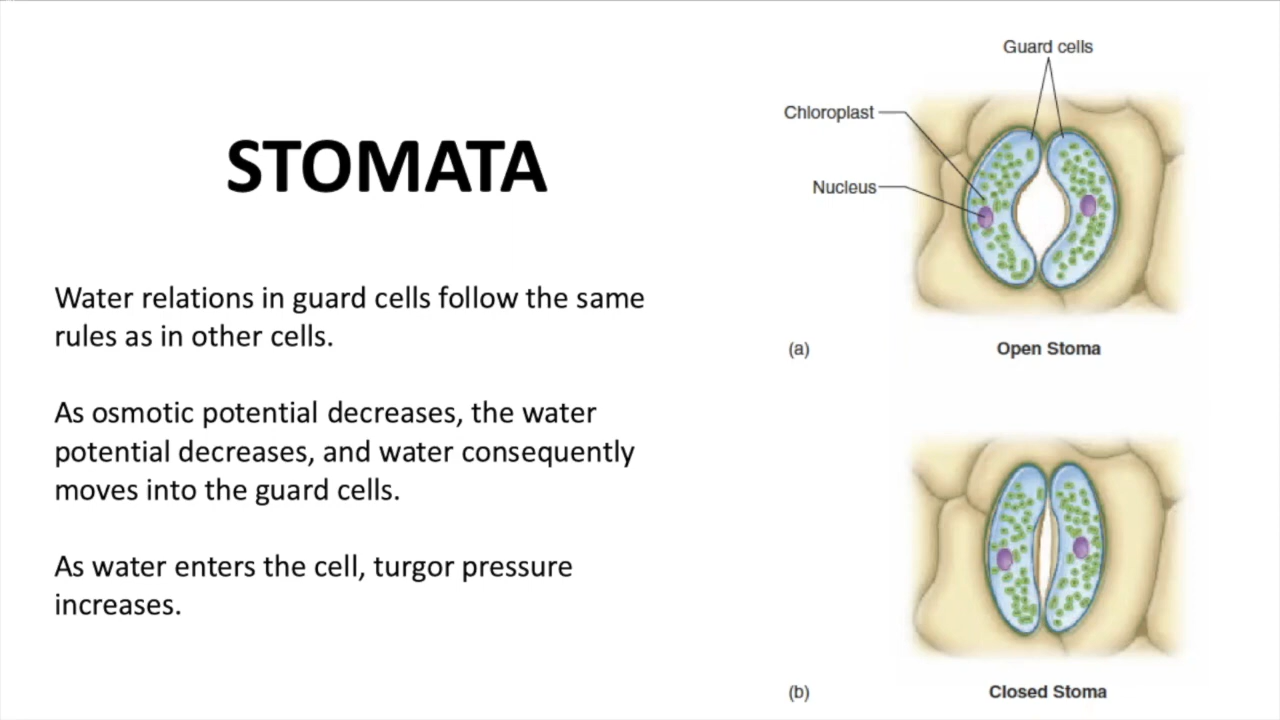 STOMATA
Water relations in guard cells follow the same
rules as in other cells.
As osmotic potential decreases, the water
potential decreases, and water consequently
moves into the guard cells.
As water enters the cell, turgor pressure
increases.
Guard cells
Chloroplast
Nucleus
(a)
Open Stoma
(b)
Closed Stoma